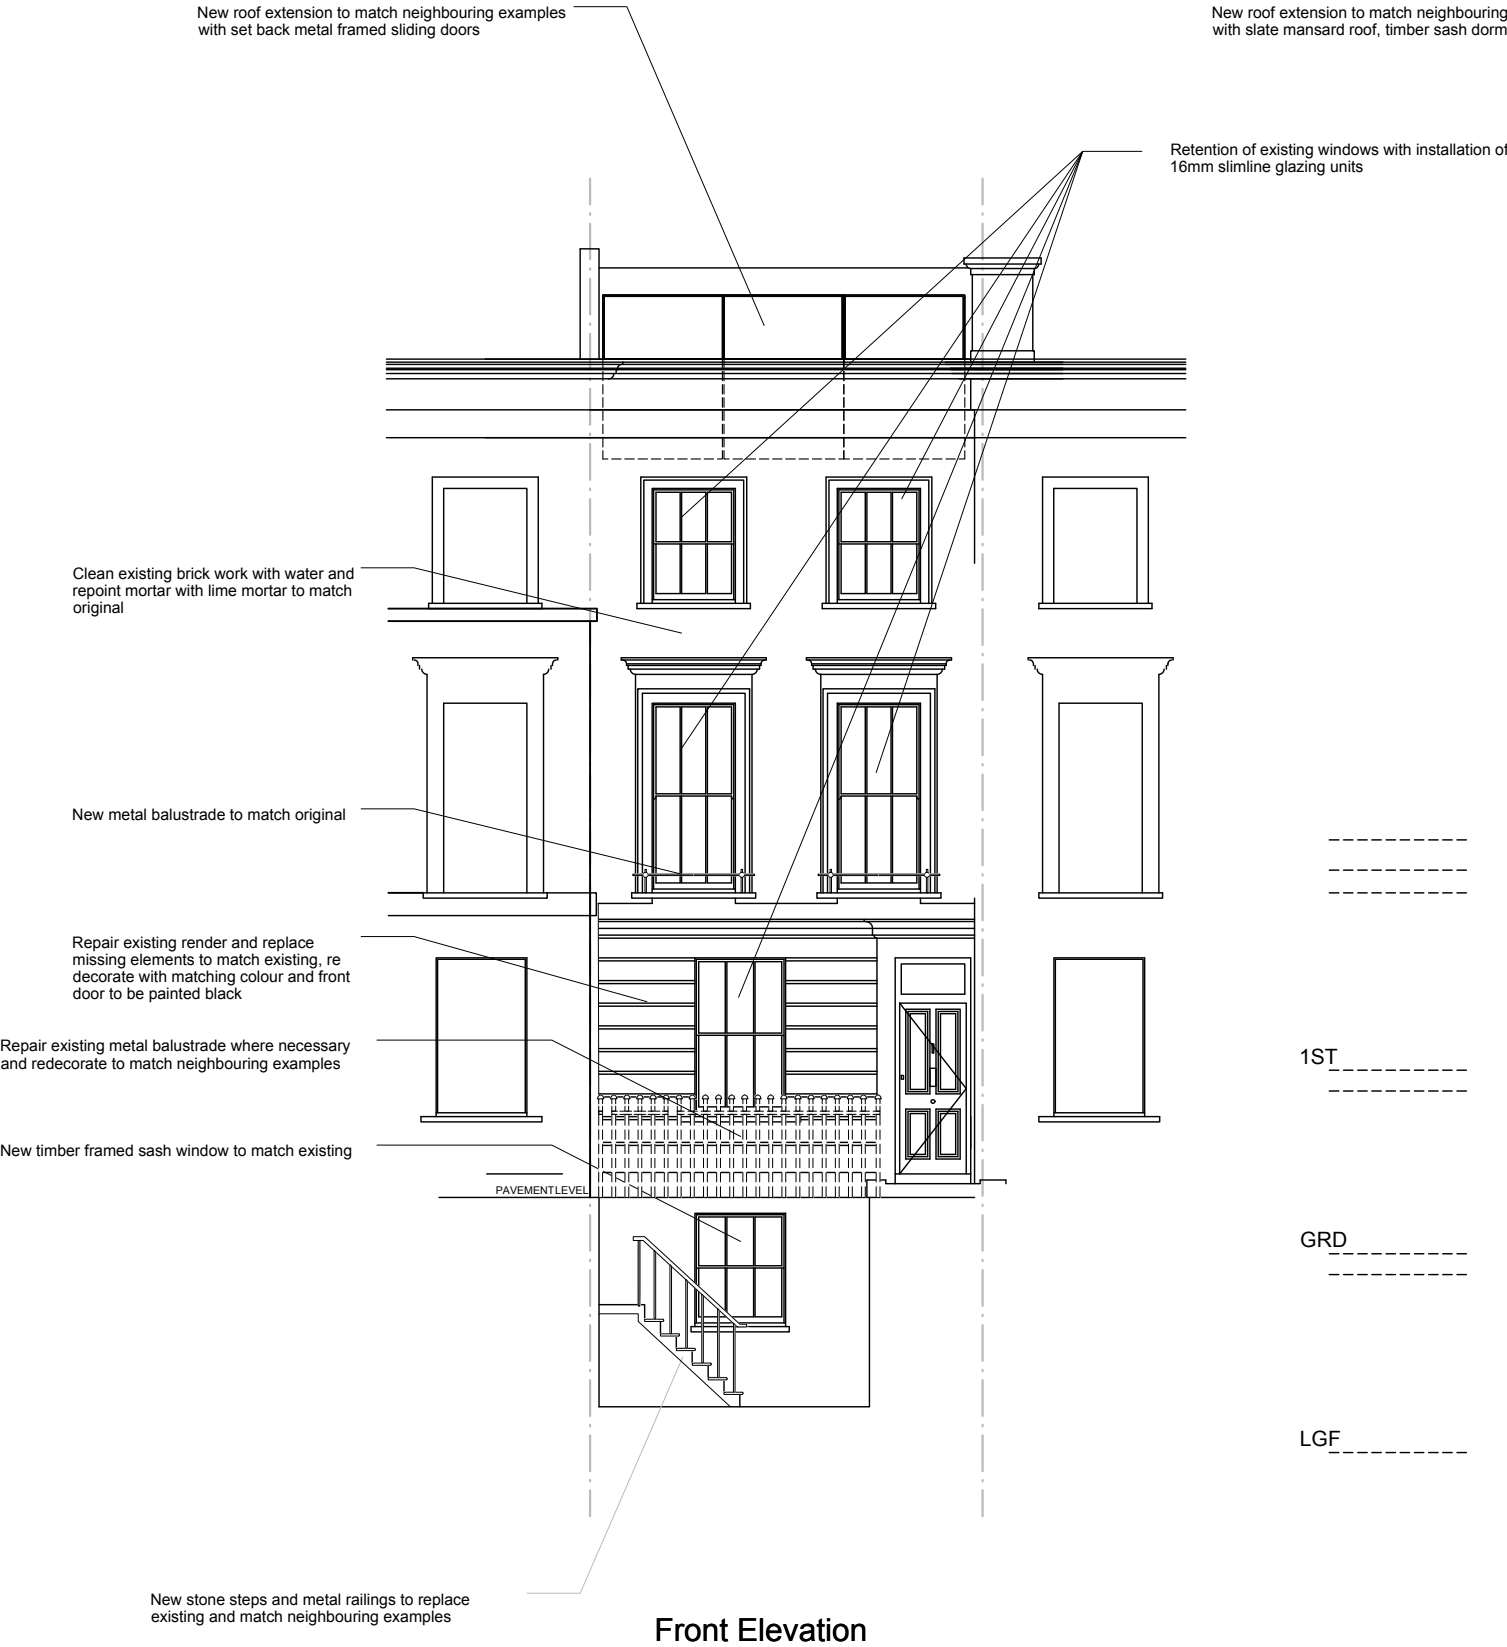 New roof extension to match neighbouring examples
with set back metal framed sliding doors
New roof extension to match neighbouring
with slate mansard roof, timber sash dorm
Retention of existing windows with installation of
16mm slimline glazing units
Clean existing brick work with water and
repoint mortar with lime mortar to match
original
New metal balustrade to match original
Repair existing render and replace
missing elements to match existing, re
decorate with matching colour and front
door to be painted black
Repair existing metal balustrade where necessary
and redecorate to match neighbouring examples
1ST
New timber framed sash window to match existing
PAVEMENT LEVEL
GRD
LGF
New stone steps and metal railings to replace
existing and match neighbouring examples
Front Elevation